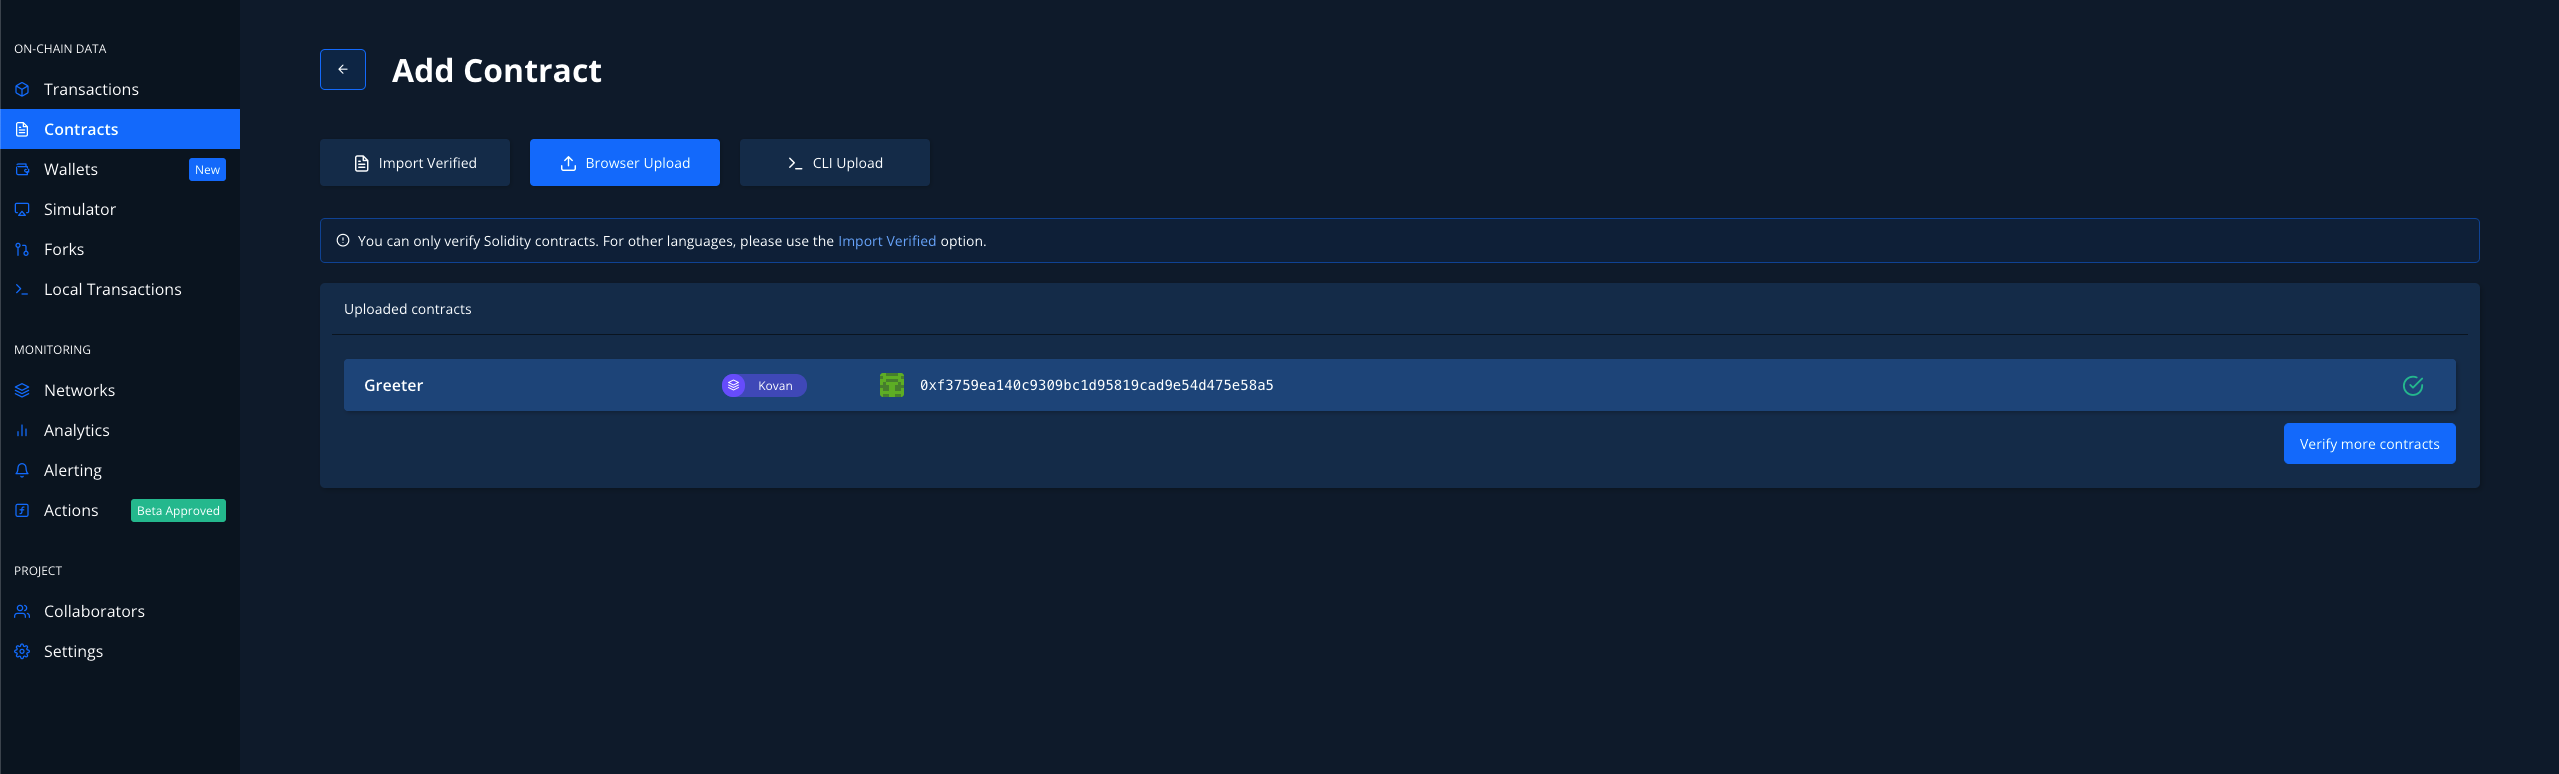 ON-CHAIN DATA
Transactions
Contracts
Wallets New
Simulator
Forks
Local Transactions
MONITORING
Networks
Analytics
Alerting
Actions Beta Approved
PROJECT
Collaborators
Settings
Add Contract
Import Verified Browser Upload CLI Upload
You can only verify Solidity contracts. For other languages, please use the Import Verified option.
Uploaded contracts
Greeter Kovan 0xf3759ea140c9309bc1d95819cad9e54d475e58a5
Verify more contracts